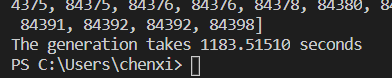 4375, 84375, 84376, 84376, 84378, 84380, 8
84391, 84392, 84392, 84398]
The generation takes 1183.51510 seconds
PS C:\Users\chenxi>